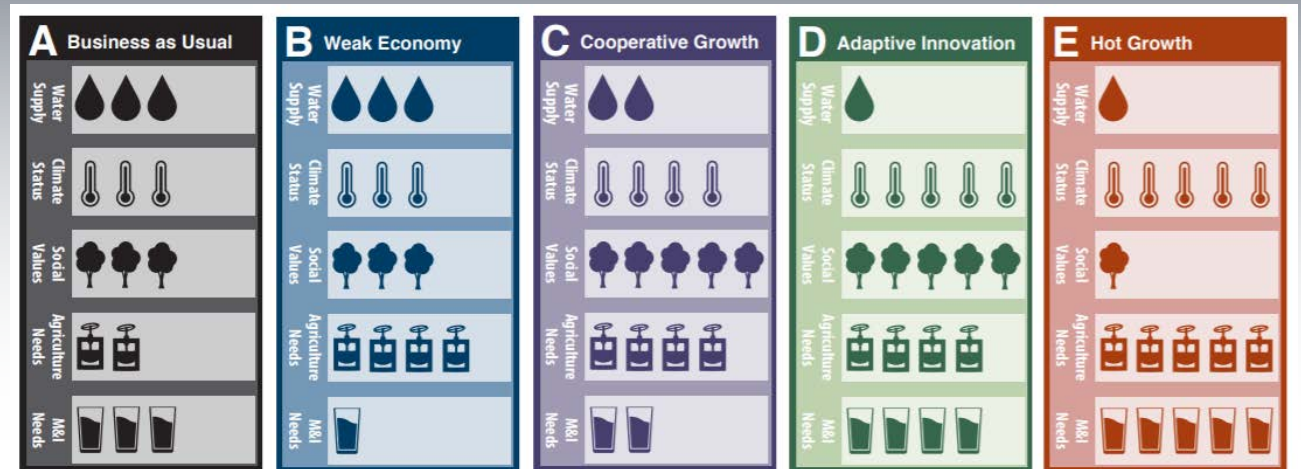 A Business as Usual
Water
Supply
Climate
Status
Social
Values
Agriculture
Needs
M&I
Needs
B Weak Economy
Water
Supply
Climate
Status
Social
Values
Agriculture
Needs
M&I
Needs
C Cooperative Growth
Water
Supply
Climate
Status
Social
Values
Agriculture
Needs
M&I
Needs
D Adaptive Innovation
Water
Supply
Climate
Status
Social
Values
Agriculture
Needs
M&I
Needs
E Hot Growth
Water
Supply
Climate
Status
Social
Values
Agriculture
Needs
M&I
Needs